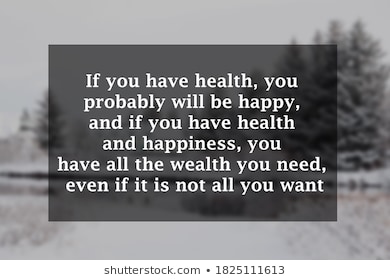 If you have health, you
probably will be happy,
and if you have health
and happiness, you
have all the wealth you need,
even if it is not all you want
shutterstock.com • 1825111613